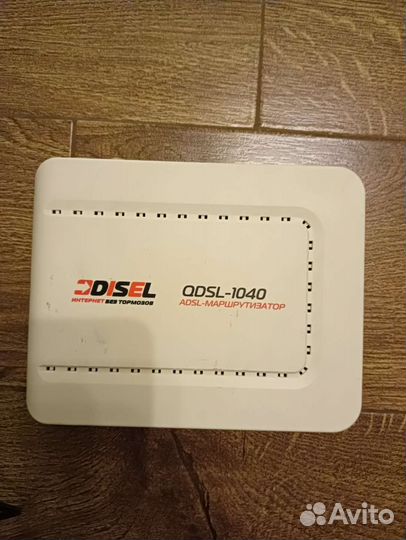 DISEL
ИНТЕРНЕТ БЕЗ ТОРМОЗОВ
QDSL-1040
ADSL-МАРШРУТИЗАТОР
Avito